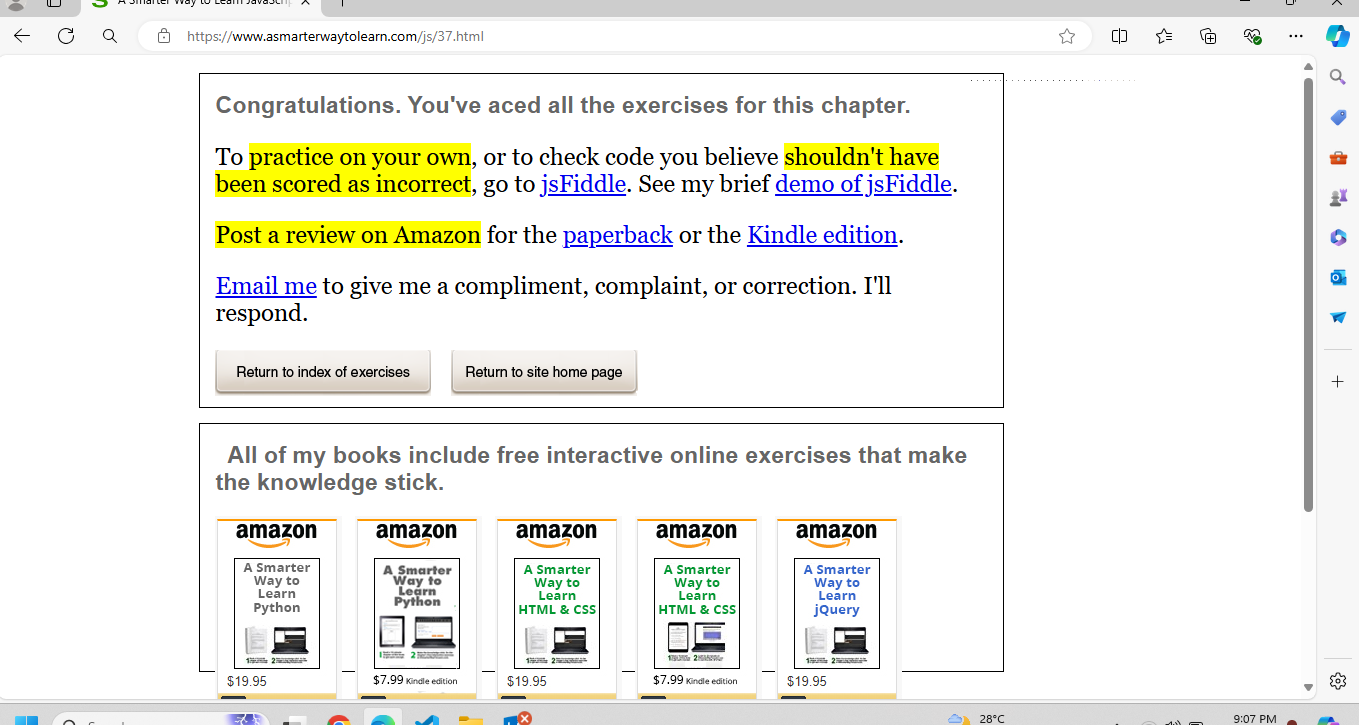 A Smarter Way to Learn JavaScrip
https://www.asmarterwaytolearn.com/js/37.html
Congratulations. You've aced all the exercises for this chapter.
To practice on your own, or to check code you believe shouldn't have
been scored as incorrect, go to jsFiddle. See my brief demo of jsFiddle.
Post a review on Amazon for the paperback or the Kindle edition.
Email me to give me a compliment, complaint, or correction. I'll
respond.
Return to index of exercises Return to site home page
All of my books include free interactive online exercises that make
the knowledge stick.
amazon amazon amazon amazon amazon
A Smarter
Way to
Learn
Python
A Smarter
Way to
Learn
Python
A Smarter
Way to
Learn
HTML & CSS
A Smarter
Way to
Learn
HTML & CSS
A Smarter
Way to
Learn
jQuery
$19.95 $7.99 Kindle edition $19.95 $7.99 Kindle edition $19.95
28°C
9:07 PM